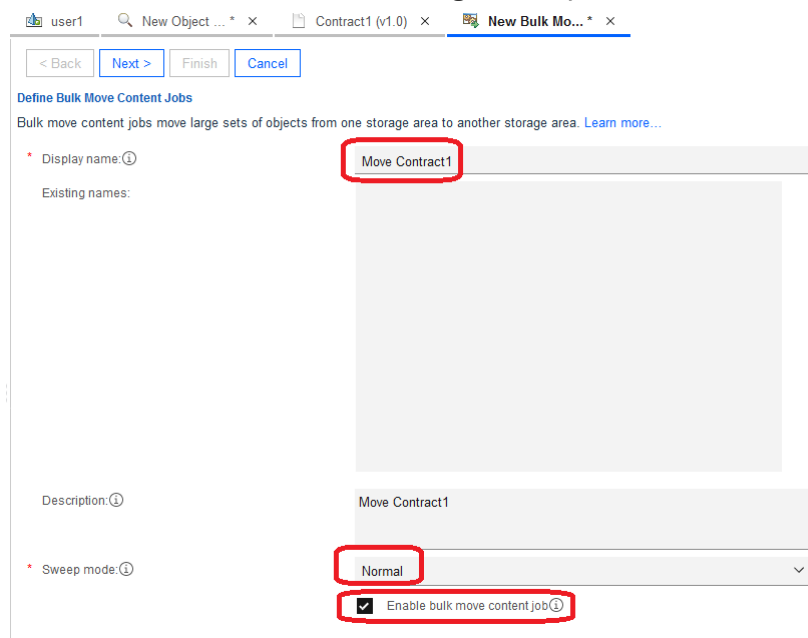 user1 New Object ... * × Contract1 (v1.0) × New Bulk Mo... * ×
< Back Next > Finish Cancel
Define Bulk Move Content Jobs
Bulk move content jobs move large sets of objects from one storage area to another storage area. Learn more...
* Display name: Move Contract1
Existing names:
Description: Move Contract1
* Sweep mode: Normal
Enable bulk move content job